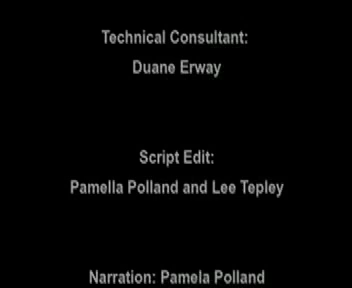 Technical Consultant:
Duane Erway
Script Edit:
Pamella Polland and Lee Tepley
Narration: Pamela Polland